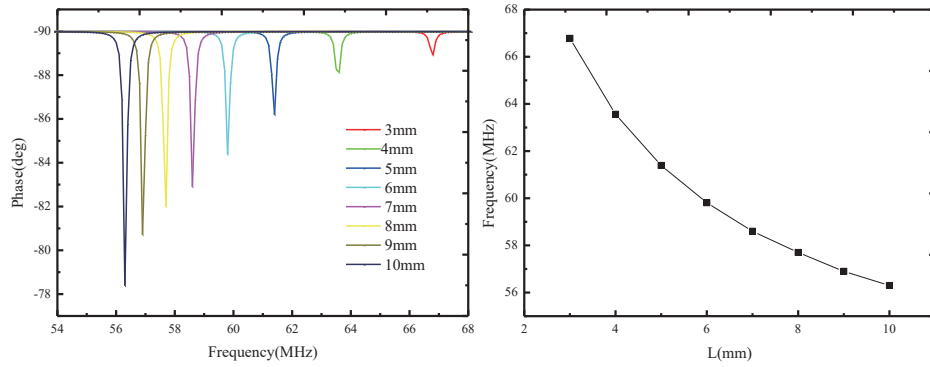 -90
-88
-86
-84
-82
-80
-78
Phase(deg)
54 56 58 60 62 64 66 68
Frequency(MHz)
3mm
4mm
5mm
6mm
7mm
8mm
9mm
10mm
68
66
64
62
60
58
56
Frequency(MHz)
2 4 6 8 10
L(mm)